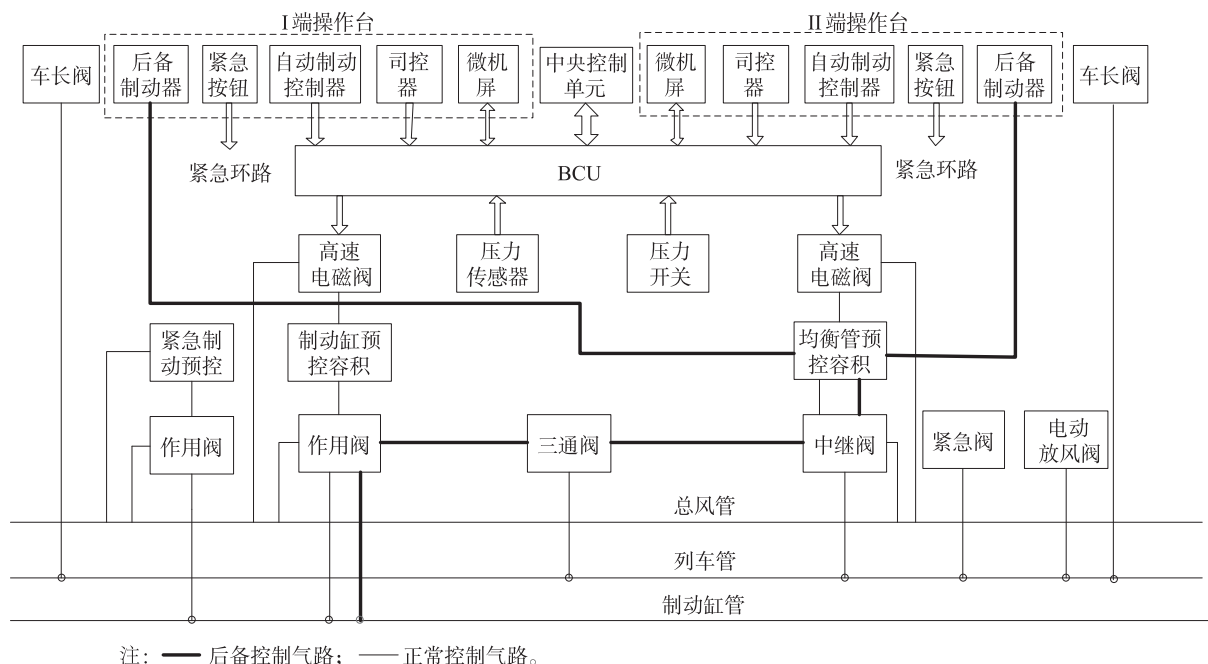 I端操作台
II端操作台
车长阀
后备
制动器
紧急
按钮
自动制动
控制器
司控
器
微机
屏
中央控制
单元
微机
屏
司控
器
自动制动
控制器
紧急
按钮
后备
制动器
车长阀
紧急环路
BCU
紧急环路
高速
电磁阀
压力
传感器
压力
开关
高速
电磁阀
紧急制
动预控
制动缸预
控容积
均衡管预
控容积
作用阀
作用阀
三通阀
中继阀
紧急阀
电动
放风阀
总风管
列车管
制动缸管
注: 后备控制气路; 正常控制气路。